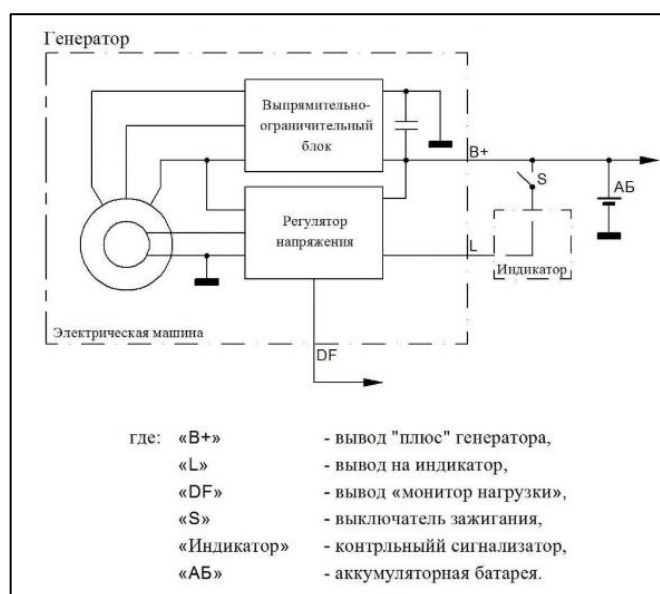 Генератор
Выпрямительно-
ограничительный
блок
B+
S
АБ
Регулятор
напряжения
L
Индикатор
Электрическая машина
DF
где: «B+» - вывод "плюс" генератора,
«L» - вывод на индикатор,
«DF» - вывод «монитор нагрузки»,
«S» - выключатель зажигания,
«Индикатор» - контрльныйй сигнализатор,
«АБ» - аккумуляторная батарея.